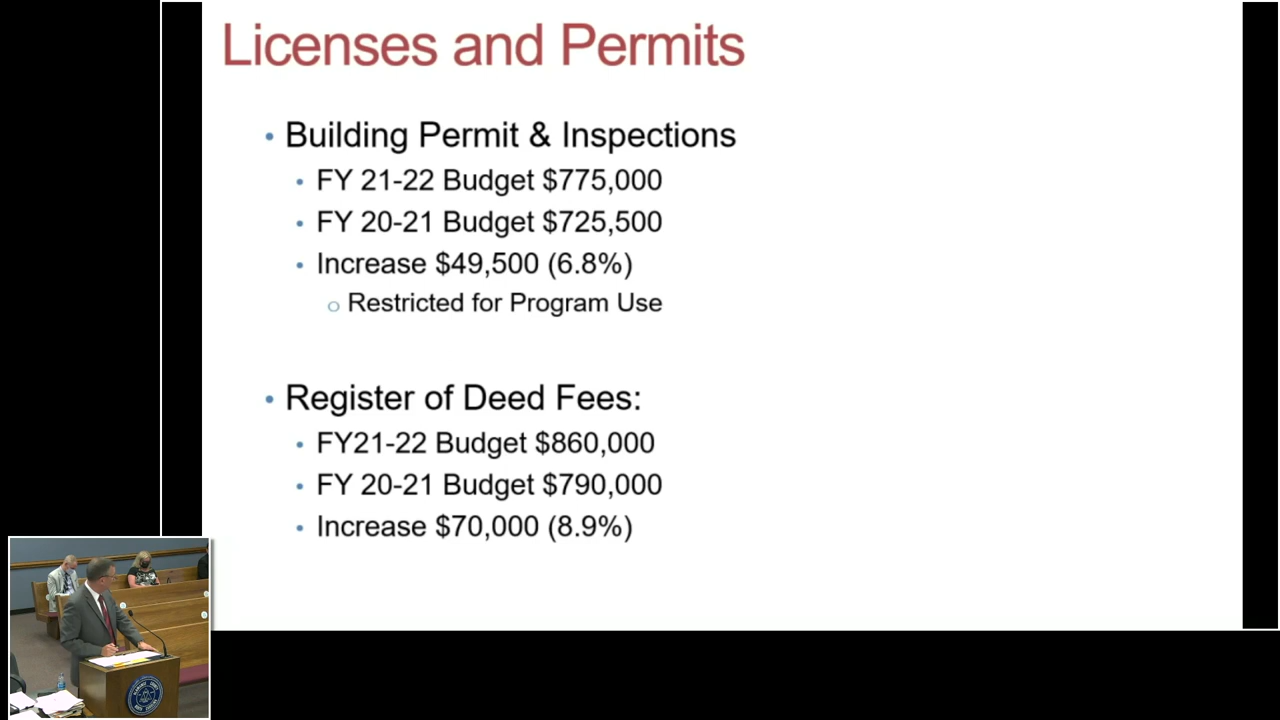 Licenses and Permits
• Building Permit & Inspections
• FY 21-22 Budget $775,000
• FY 20-21 Budget $725,500
• Increase $49,500 (6.8%)
o Restricted for Program Use
• Register of Deed Fees:
• FY21-22 Budget $860,000
• FY 20-21 Budget $790,000
• Increase $70,000 (8.9%)